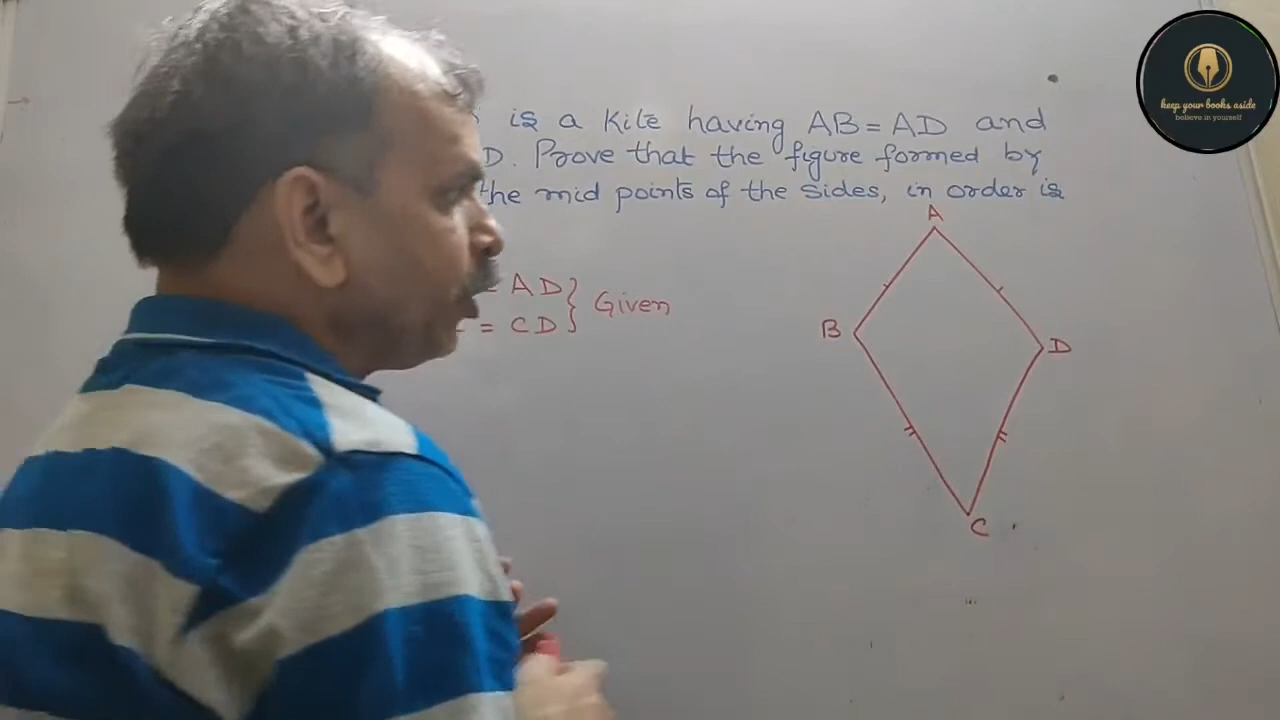 is a Kite having AB = AD and
D. Prove that the figure formed by
the mid points of the sides, in order is
= AD } Given
= CD
A
B
D
C
keep your books aside
believe in yourself